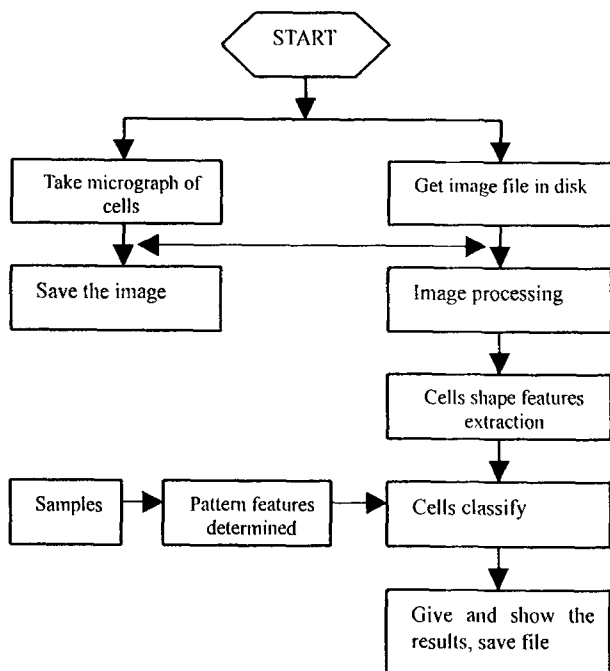 START
Take micrograph of
cells
Get image file in disk
Save the image
Image processing
Cells shape features
extraction
Samples
Pattern features
determined
Cells classify
Give and show the
results, save file